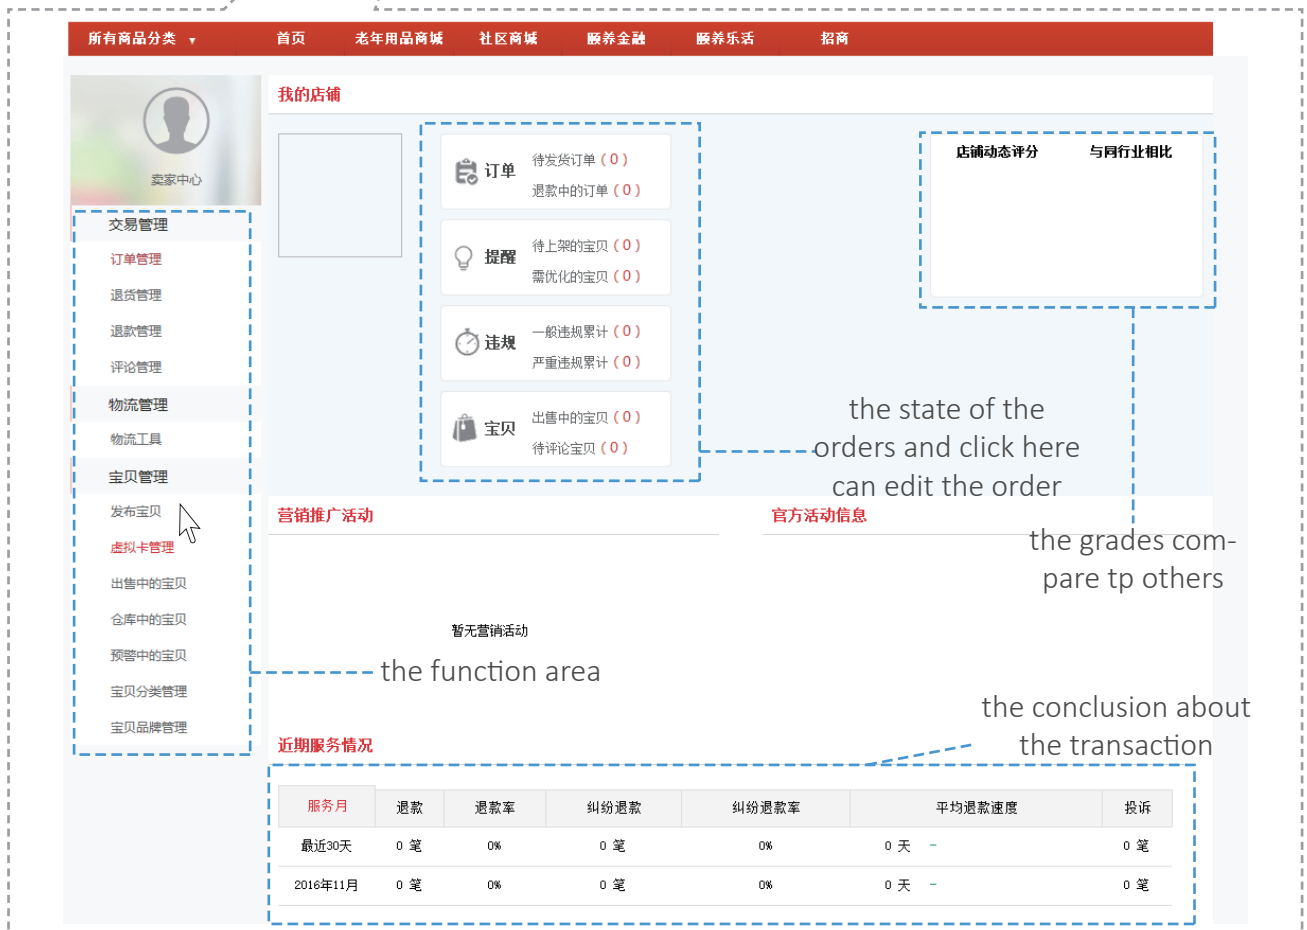 所有商品分类 ▼ 首页 老年用品商城 社区商城 颐养金融 颐养乐活 招商
我的店铺
卖家中心
交易管理
订单管理
退货管理
退款管理
评论管理
物流管理
物流工具
宝贝管理
发布宝贝
虚拟卡管理
出售中的宝贝
仓库中的宝贝
预警中的宝贝
宝贝分类管理
宝贝品牌管理
订单
待发货订单 ( 0 )
退款中的订单 ( 0 )
提醒
待上架的宝贝 ( 0 )
需优化的宝贝 ( 0 )
违规
一般违规累计 ( 0 )
严重违规累计 ( 0 )
宝贝
出售中的宝贝 ( 0 )
待评论宝贝 ( 0 )
店铺动态评分 与同行业相比
the state of the
orders and click here
can edit the order
the grades com-
pare tp others
营销推广活动
官方活动信息
暂无营销活动
the function area
the conclusion about
the transaction
近期服务情况
服务月 退款 退款率 纠纷退款 纠纷退款率 平均退款速度 投诉
最近30天 0 笔 0% 0 笔 0% 0 天 - 0 笔
2016年11月 0 笔 0% 0 笔 0% 0 天 - 0 笔